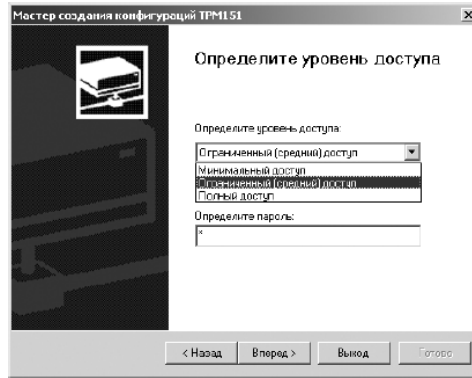 Мастер создания конфигураций ТРМ151
Определите уровень доступа
Определите уровень доступа:
Ограниченный (средний) доступ
Минимальный доступ
Ограниченный (средний) доступ
Полный доступ
Определите пароль:
*
< Назад
Вперед >
Выход
Готово